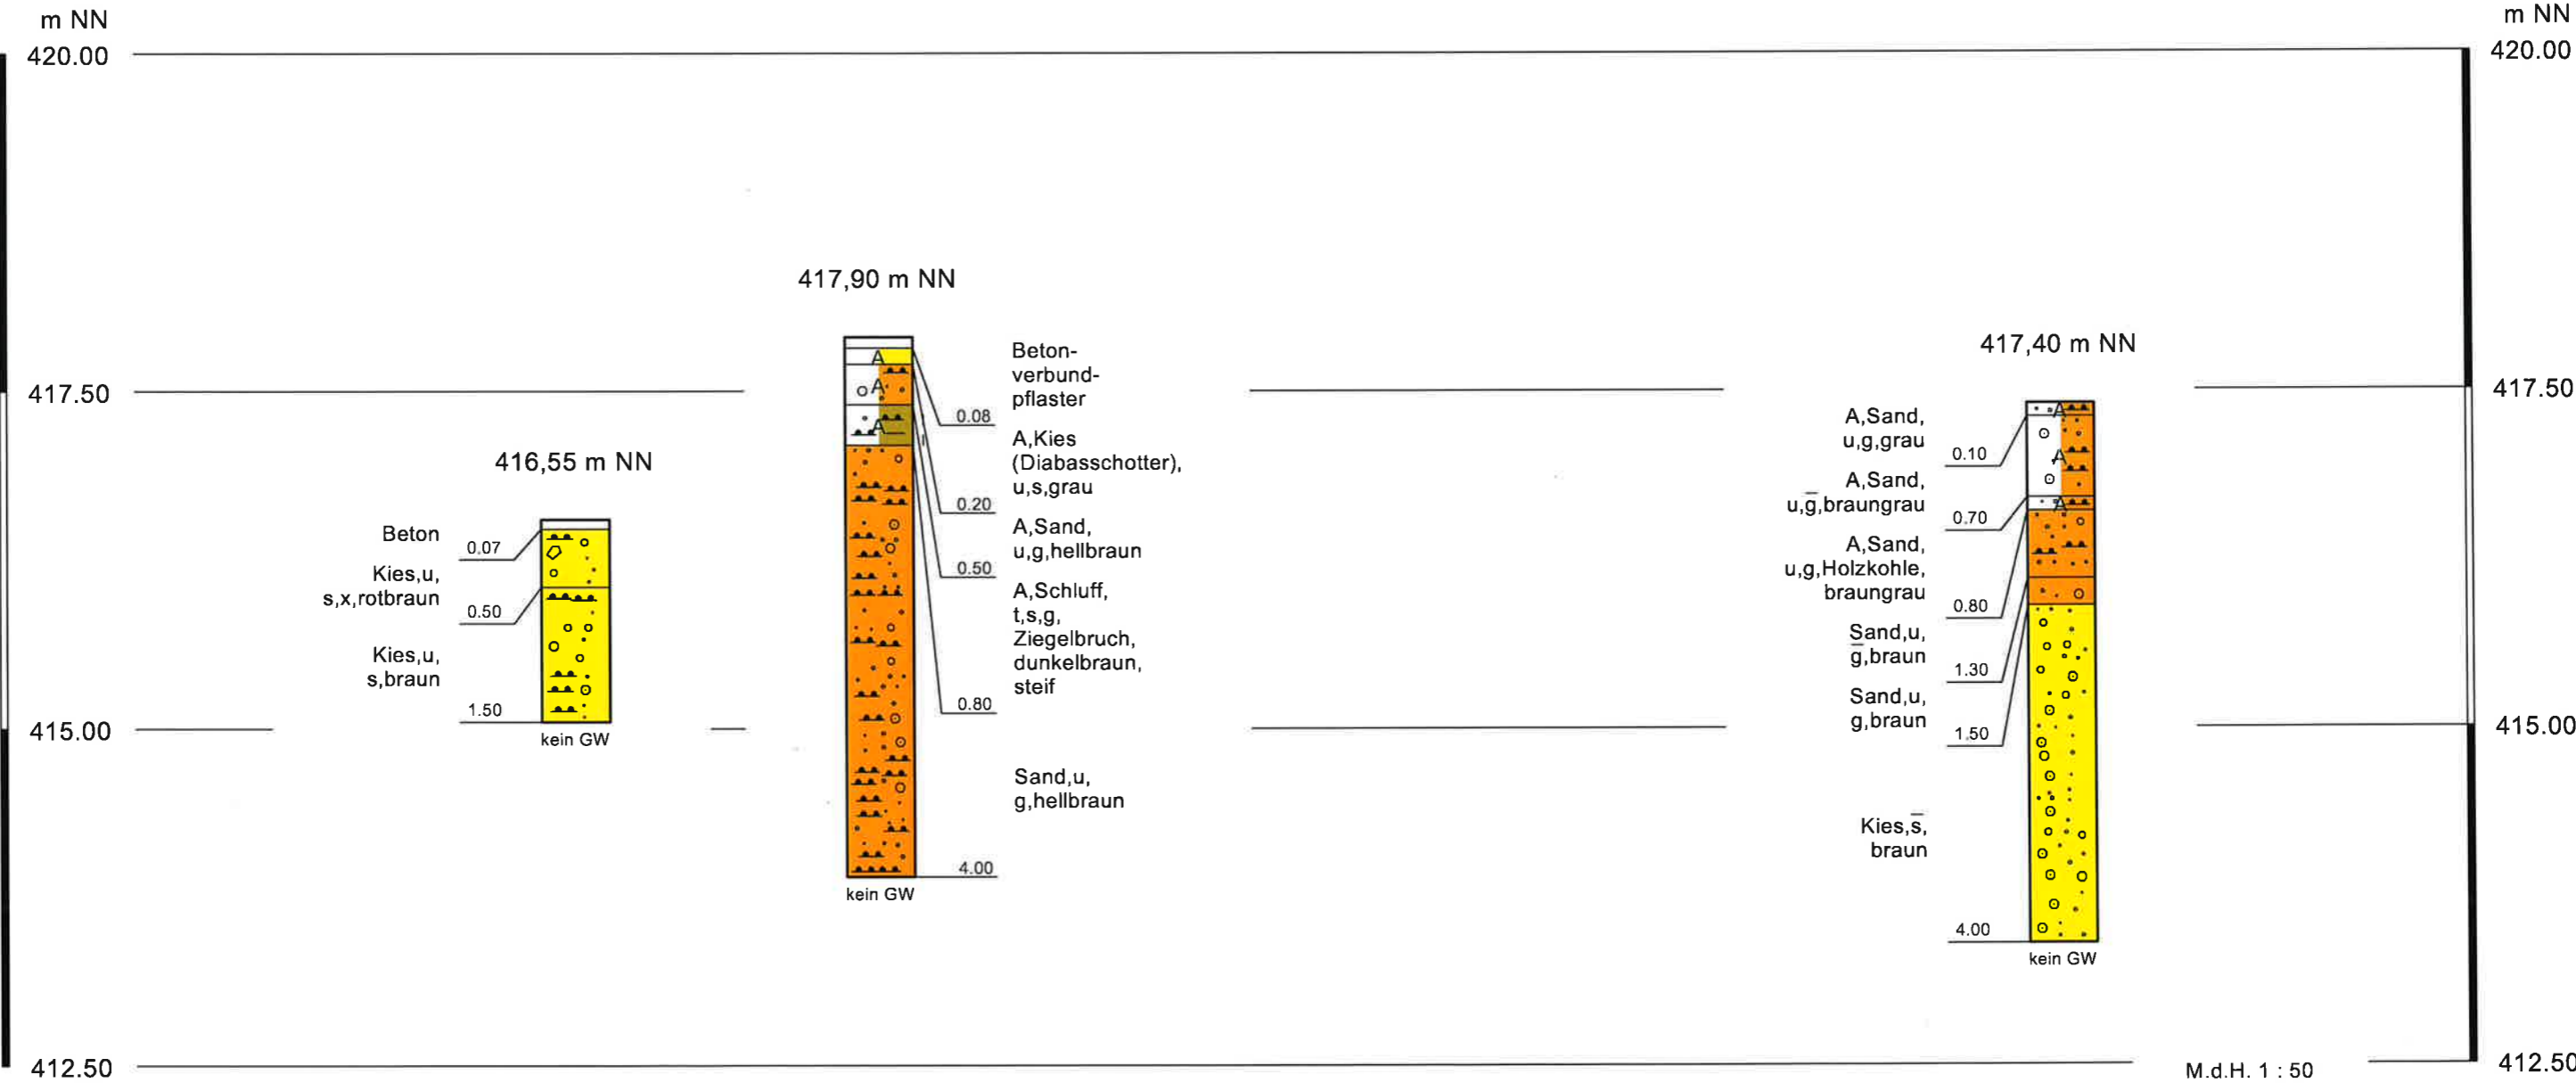 m NN
m NN
420.00
420.00
417.50
417.50
415.00
415.00
412.50
412.50
416,55 m NN
Beton
0.07
Kies,u,
s,x,rotbraun
0.50
Kies,u,
s,braun
1.50
kein GW
417,90 m NN
A
A
A
Beton-
verbund-
pflaster
0.08
A,Kies
(Diabasschotter),
u,s,grau
0.20
A,Sand,
u,g,hellbraun
0.50
A,Schluff,
t,s,g,
Ziegelbruch,
dunkelbraun,
steif
0.80
Sand,u,
g,hellbraun
4.00
kein GW
417,40 m NN
A
A
A
A,Sand,
u,g,grau
0.10
A,Sand,
u,g̅,braungrau
0.70
A,Sand,
u,g,Holzkohle,
braungrau
0.80
Sand,u,
g̅,braun
1.30
Sand,u,
g,braun
1.50
Kies,s̅,
braun
4.00
kein GW
M.d.H. 1 : 50